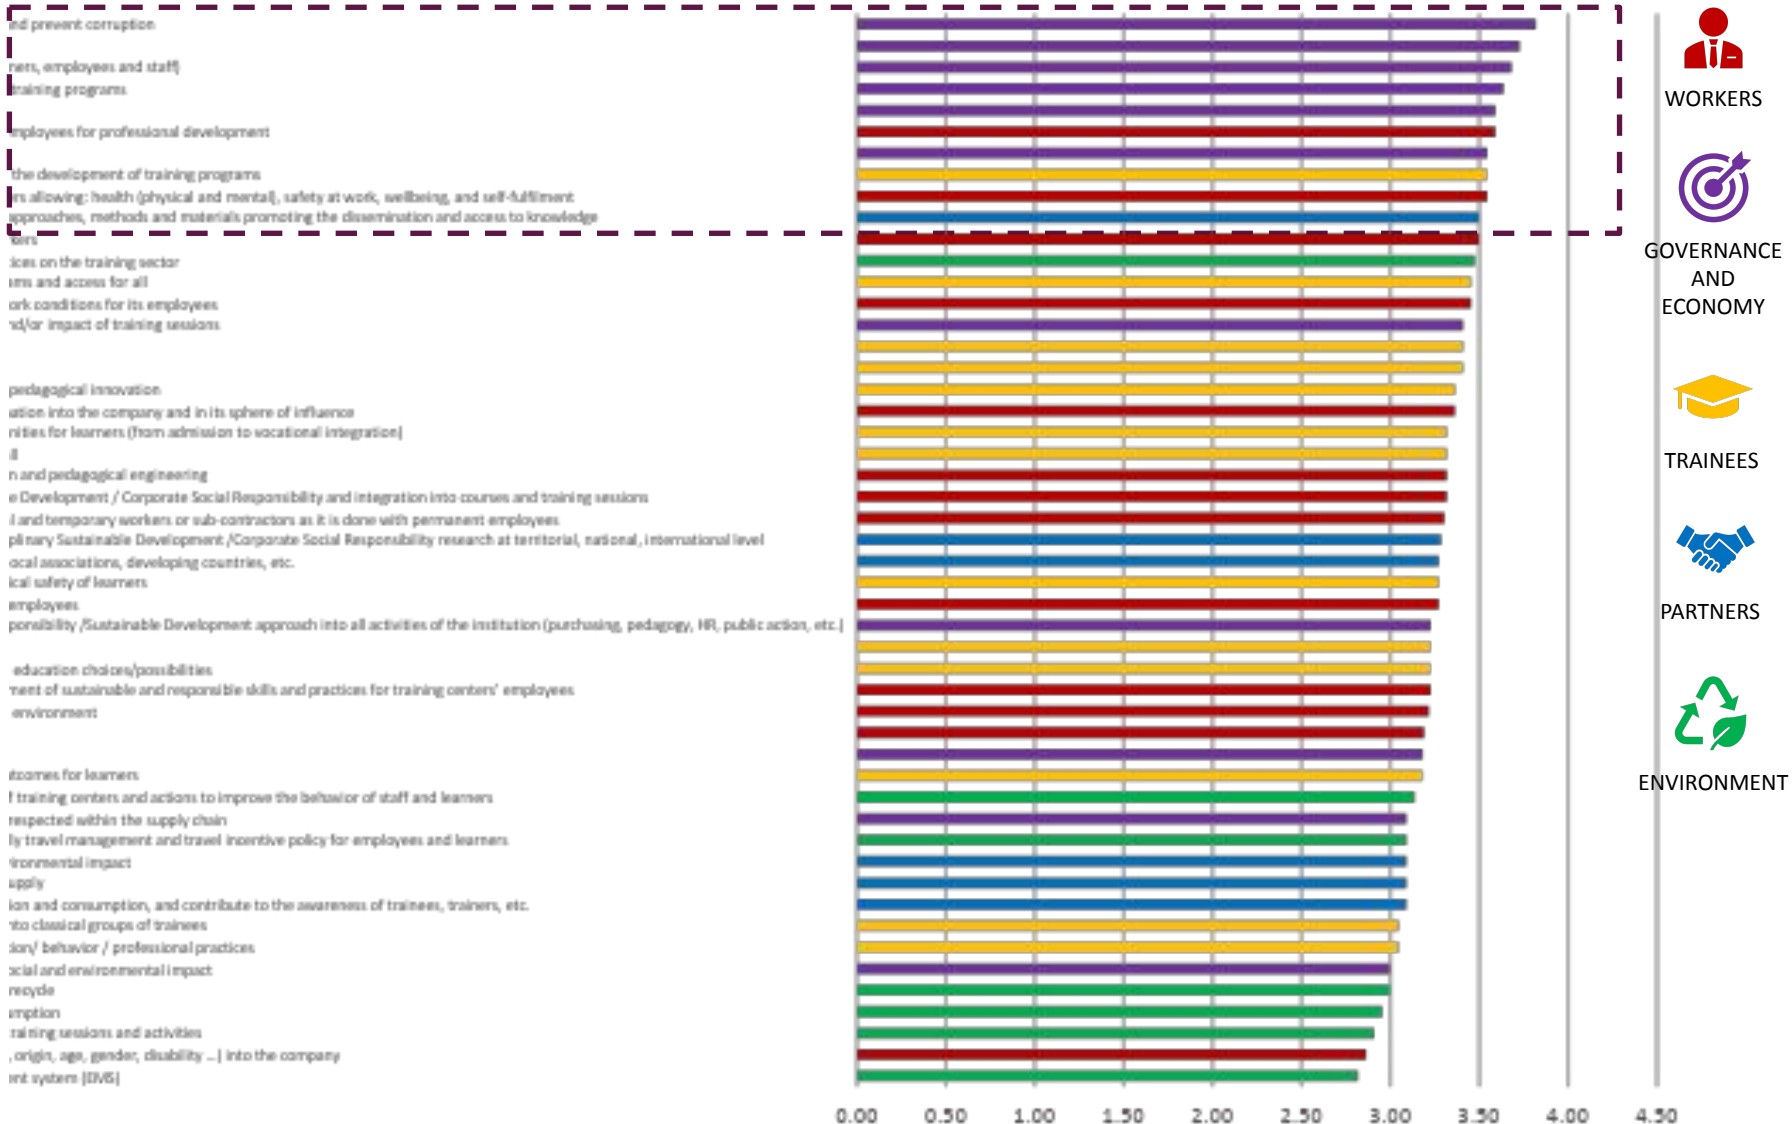 nd prevent corruption
ners, employees and staff)
training programs
mployees for professional development
the development of training programs
rs allowing: health (physical and mental), safety at work, wellbeing, and self-fulfilment
approaches, methods and materials promoting the dissemination and access to knowledge
kers
ices on the training sector
ams and access for all
ork conditions for its employees
nd/or impact of training sessions
pedagogical innovation
ation into the company and in its sphere of influence
nities for learners (from admission to vocational integration)
ll
n and pedagogical engineering
e Development / Corporate Social Responsibility and integration into courses and training sessions
l and temporary workers or sub-contractors as it is done with permanent employees
plinary Sustainable Development /Corporate Social Responsibility research at territorial, national, international level
ocal associations, developing countries, etc.
ical safety of learners
employees
ponsibility /Sustainable Development approach into all activities of the institution (purchasing, pedagogy, HR, public action, etc.)
education choices/possibilities
ment of sustainable and responsible skills and practices for training centers' employees
environment
tcomes for learners
f training centers and actions to improve the behavior of staff and learners
respected within the supply chain
ly travel management and travel incentive policy for employees and learners
vironmental impact
upply
ion and consumption, and contribute to the awareness of trainees, trainers, etc.
nto classical groups of trainees
tion/ behavior / professional practices
ocial and environmental impact
recycle
umption
training sessions and activities
, origin, age, gender, disability ...) into the company
ent system (DMS)
0.00 0.50 1.00 1.50 2.00 2.50 3.00 3.50 4.00 4.50
WORKERS
GOVERNANCE
AND
ECONOMY
TRAINEES
PARTNERS
ENVIRONMENT